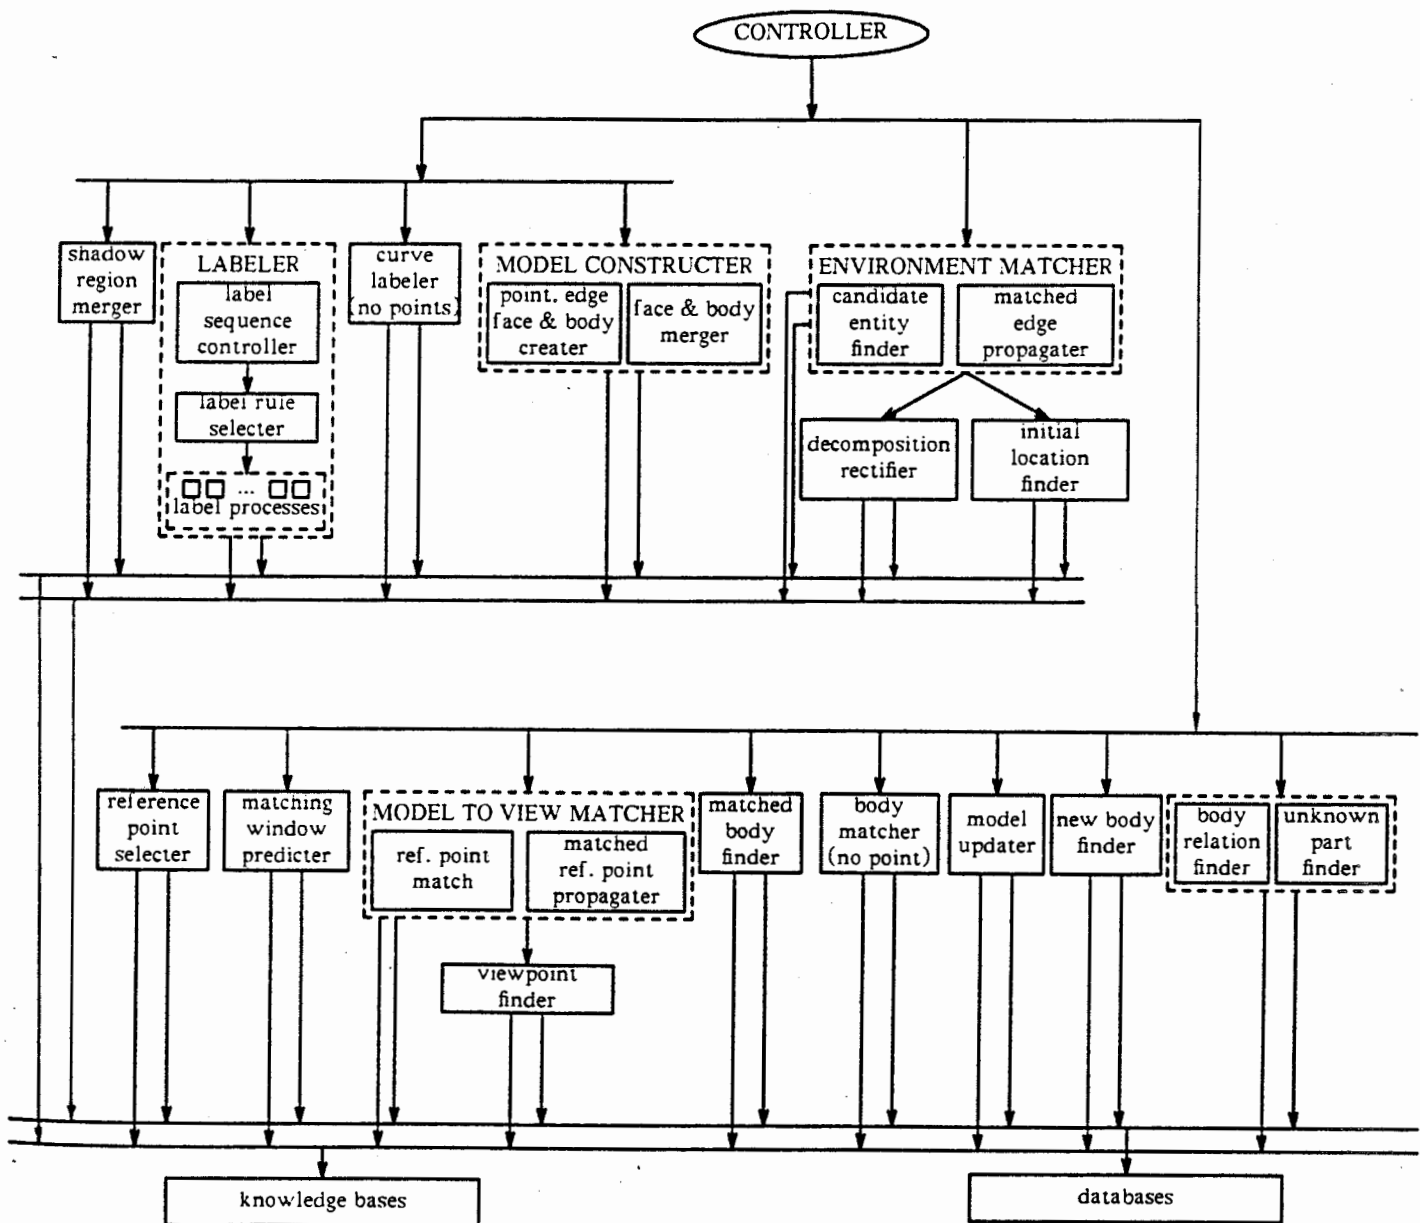 CONTROLLER
shadow
region
merger
LABELER
label
sequence
controller
label rule
selecter
...
label processes
curve
labeler
(no points)
MODEL CONSTRUCTER
point, edge
face & body
creater
face & body
merger
ENVIRONMENT MATCHER
candidate
entity
finder
matched
edge
propagater
decomposition
rectifier
initial
location
finder
reference
point
selecter
matching
window
predicter
MODEL TO VIEW MATCHER
ref. point
match
matched
ref. point
propagater
viewpoint
finder
matched
body
finder
body
matcher
(no point)
model
updater
new body
finder
body
relation
finder
unknown
part
finder
knowledge bases
databases